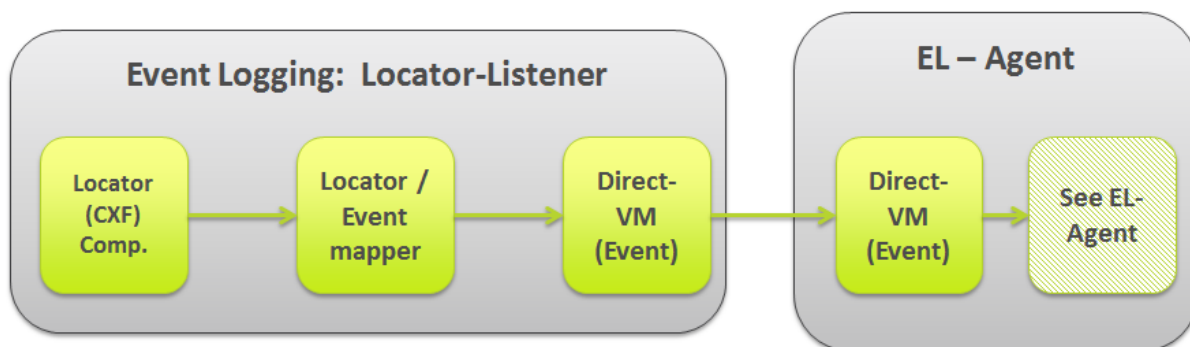 Event Logging: Locator-Listener
Locator
(CXF)
Comp.
Locator /
Event
mapper
Direct-
VM
(Event)
EL – Agent
Direct-
VM
(Event)
See EL-
Agent